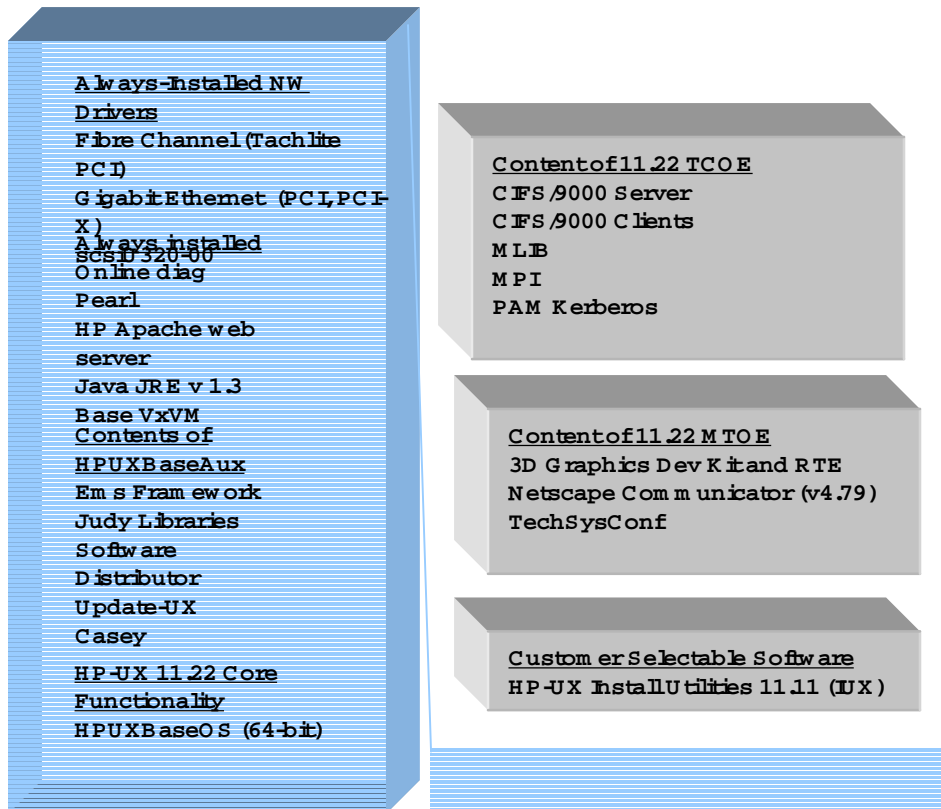 Always-Installed NW
Drivers
Fibre Channel (Tachlite
PCI)
Gigabit Ethernet (PCI, PCI-
X)
scsiU320-00
Always installed
Online diag
Pearl
HP Apache web
server
Java JRE v 1.3
Base VxVM
Contents of
HPUXBaseAux
Ems Framework
Judy Libraries
Software
Distributor
Update-UX
Casey
HP-UX 11.22 Core
Functionality
HPUXBaseOS (64-bit)
Content of 11.22 TCOE
CIFS/9000 Server
CIFS/9000 Clients
MLIB
MPI
PAM Kerberos
Content of 11.22 MTOE
3D Graphics Dev Kit and RTE
Netscape Communicator (v4.79)
TechSysConf
Customer Selectable Software
HP-UX Install Utilities 11.11 (IUX)